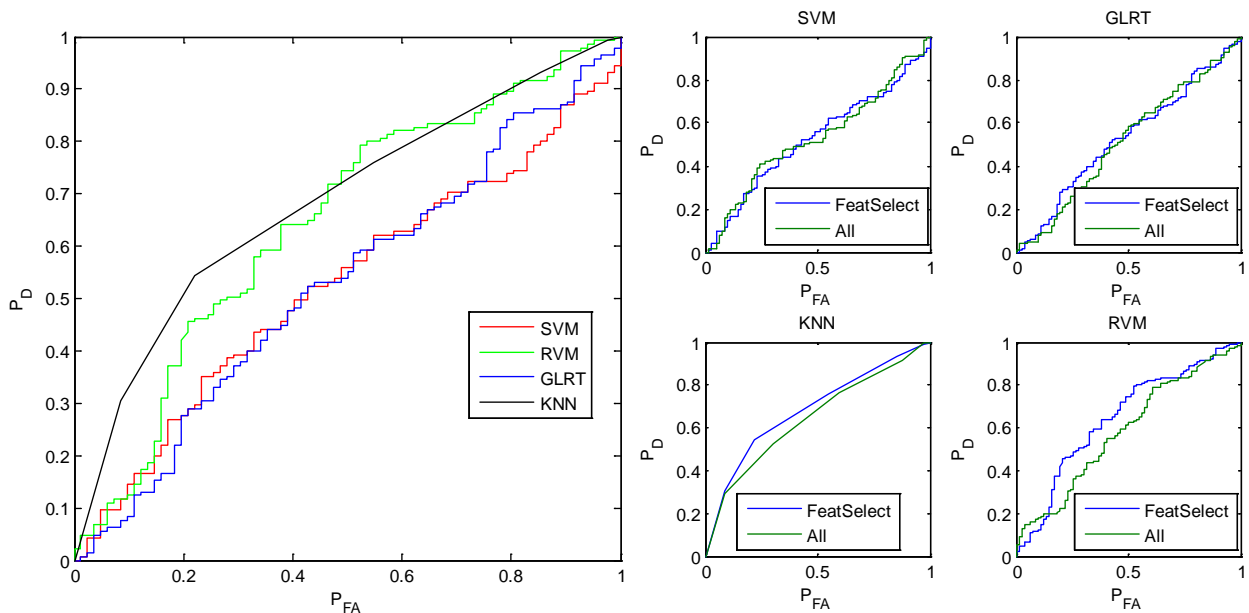 1
0.9
0.8
0.7
0.6
0.5
0.4
0.3
0.2
0.1
0
P_D
0 0.2 0.4 0.6 0.8 1
P_FA
SVM
RVM
GLRT
KNN
SVM
1
0.8
0.6
0.4
0.2
0
P_D
0 0.5 1
P_FA
FeatSelect
All
GLRT
1
0.8
0.6
0.4
0.2
0
P_D
0 0.5 1
P_FA
FeatSelect
All
KNN
1
0.8
0.6
0.4
0.2
0
P_D
0 0.5 1
P_FA
FeatSelect
All
RVM
1
0.8
0.6
0.4
0.2
0
P_D
0 0.5 1
P_FA
FeatSelect
All